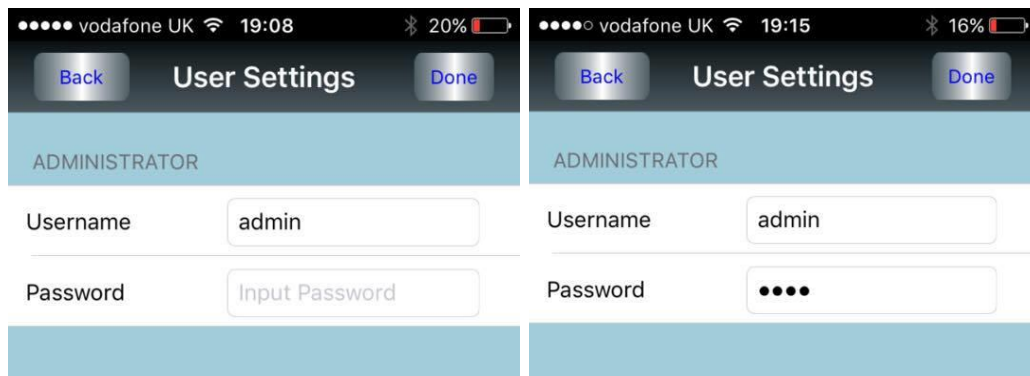 vodafone UK 19:08 20%
Back User Settings Done
ADMINISTRATOR
Username admin
Password Input Password
vodafone UK 19:15 16%
Back User Settings Done
ADMINISTRATOR
Username admin
Password ••••